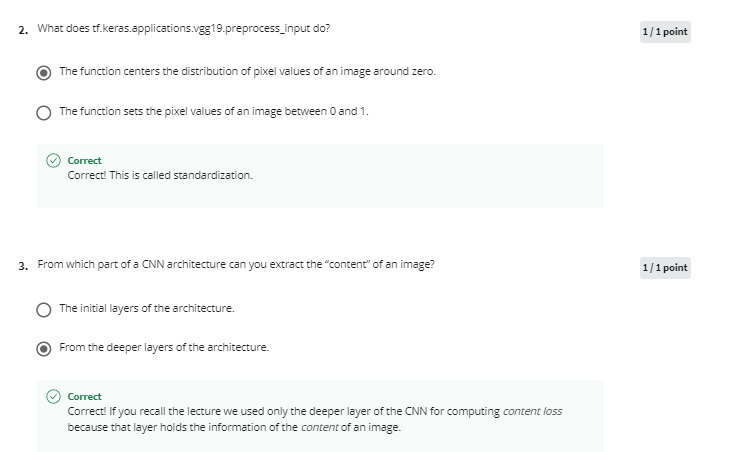 2. What does tf.keras.applications.vgg19.preprocess_input do?
1 / 1 point
The function centers the distribution of pixel values of an image around zero.
The function sets the pixel values of an image between 0 and 1.
Correct
Correct! This is called standardization.
3. From which part of a CNN architecture can you extract the “content” of an image?
1 / 1 point
The initial layers of the architecture.
From the deeper layers of the architecture.
Correct
Correct! If you recall the lecture we used only the deeper layer of the CNN for computing content loss
because that layer holds the information of the content of an image.